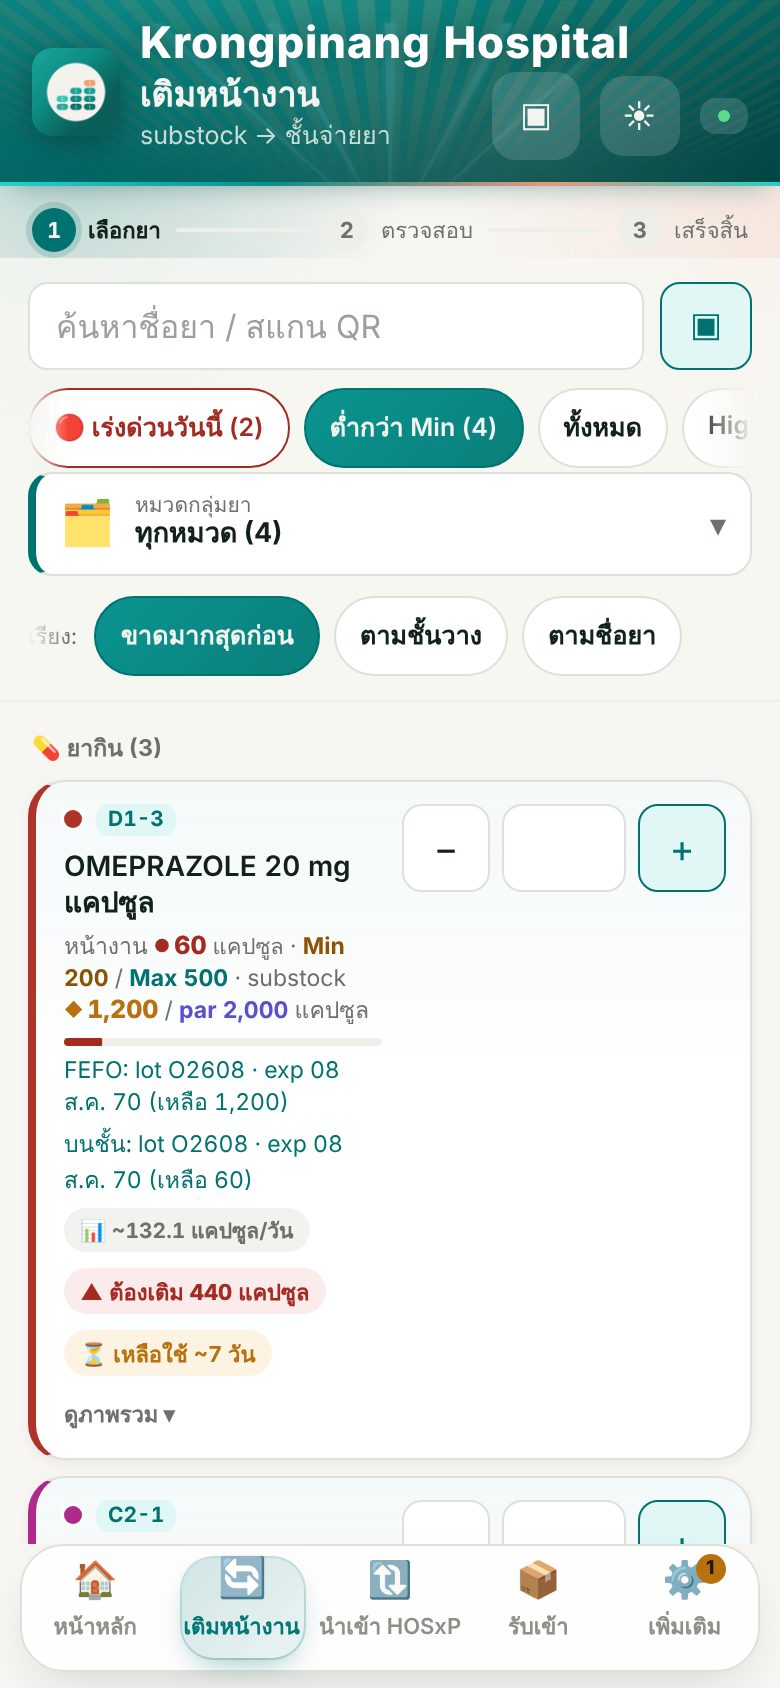 Krongpinang Hospital
เติมหน้างาน
substock → ชั้นจ่ายยา
1 เลือกยา 2 ตรวจสอบ 3 เสร็จสิ้น
ค้นหาชื่อยา / สแกน QR
เร่งด่วนวันนี้ (2) ต่ำกว่า Min (4) ทั้งหมด Hig
หมวดกลุ่มยา
ทุกหมวด (4)
เรียง: ขาดมากสุดก่อน ตามชั้นวาง ตามชื่อยา
ยากิน (3)
D1-3
− +
OMEPRAZOLE 20 mg
แคปซูล
หน้างาน ● 60 แคปซูล · Min
200 / Max 500 · substock
◆ 1,200 / par 2,000 แคปซูล
FEFO: lot O2608 · exp 08
ส.ค. 70 (เหลือ 1,200)
บนชั้น: lot O2608 · exp 08
ส.ค. 70 (เหลือ 60)
~132.1 แคปซูล/วัน
▲ ต้องเติม 440 แคปซูล
เหลือใช้ ~7 วัน
ดูภาพรวม ▾
C2-1
1
หน้าหลัก เติมหน้างาน นำเข้า HOSxP รับเข้า เพิ่มเติม